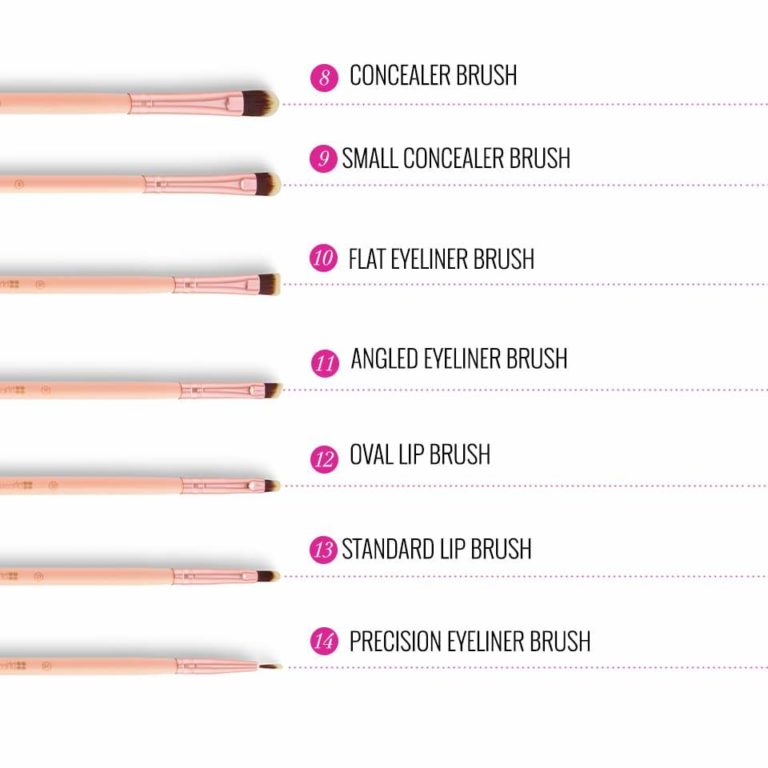 8 CONCEALER BRUSH
9 SMALL CONCEALER BRUSH
10 FLAT EYELINER BRUSH
11 ANGLED EYELINER BRUSH
12 OVAL LIP BRUSH
13 STANDARD LIP BRUSH
14 PRECISION EYELINER BRUSH